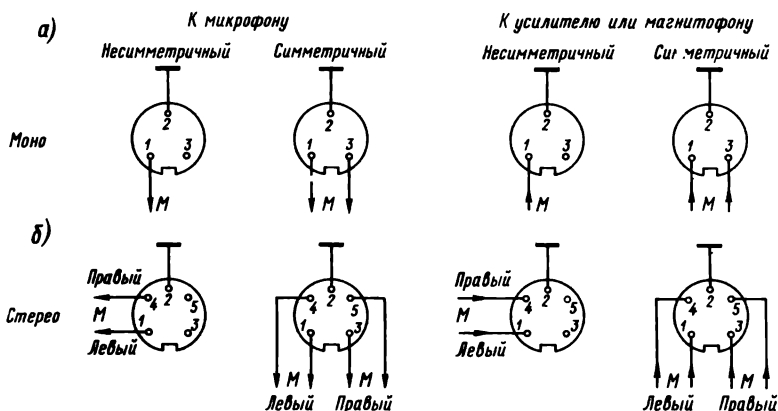 а)
К микрофону
К усилителю или магнитофону
Несимметричный Симметричный Несимметричный Симметричный
2 2 2 2
Моно 1 3 1 3 1 3 1 3
М М М М
б)
Стерео
Правый
М
Левый
4 2 5
1 3
4 2 5
1 3
М М
Левый Правый
Правый
М
Левый
4 2 5
1 3
4 2 5
1 3
М М
Левый Правый